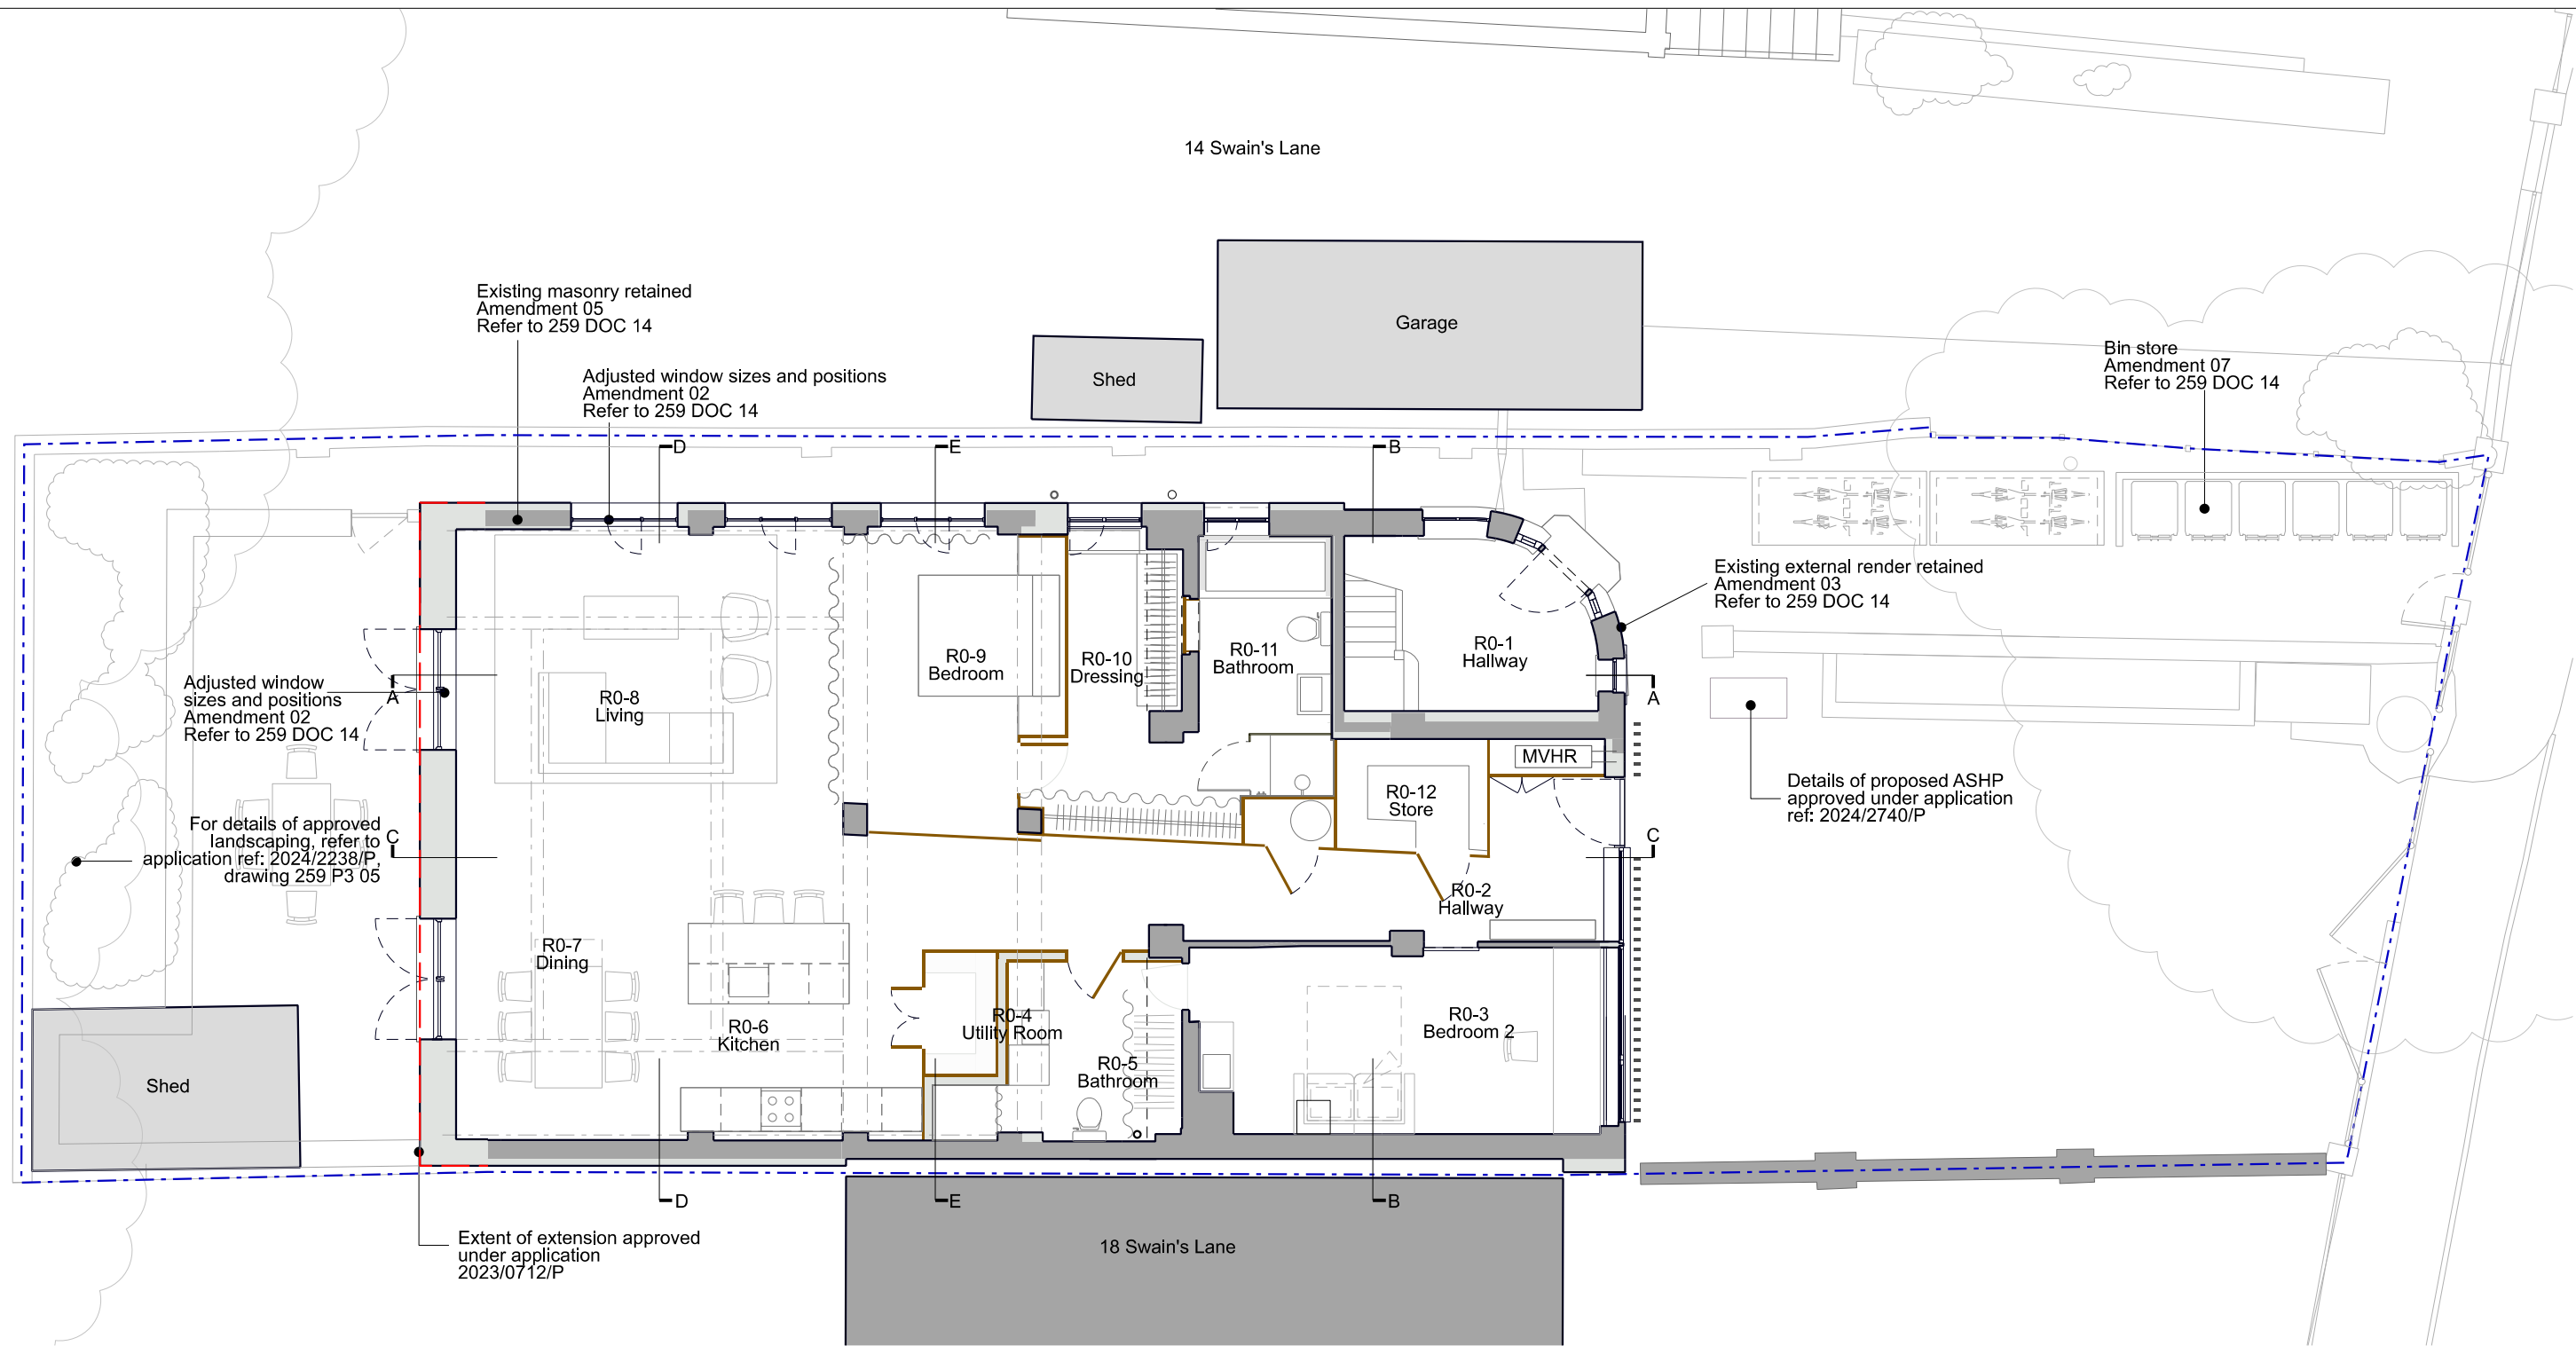 14 Swain's Lane
Existing masonry retained
Amendment 05
Refer to 259 DOC 14
Adjusted window sizes and positions
Amendment 02
Refer to 259 DOC 14
Shed
Garage
Bin store
Amendment 07
Refer to 259 DOC 14
D
E
B
Existing external render retained
Amendment 03
Refer to 259 DOC 14
R0-1
Hallway
R0-11
Bathroom
R0-10
Dressing
R0-9
Bedroom
R0-8
Living
A
A
Adjusted window
sizes and positions
Amendment 02
Refer to 259 DOC 14
MVHR
R0-12
Store
Details of proposed ASHP
approved under application
ref: 2024/2740/P
For details of approved
landscaping, refer to
application ref: 2024/2238/P,
drawing 259 P3 05
C
C
R0-2
Hallway
R0-7
Dining
R0-6
Kitchen
R0-4
Utility Room
R0-5
Bathroom
R0-3
Bedroom 2
Shed
D
E
B
Extent of extension approved
under application
2023/0712/P
18 Swain's Lane